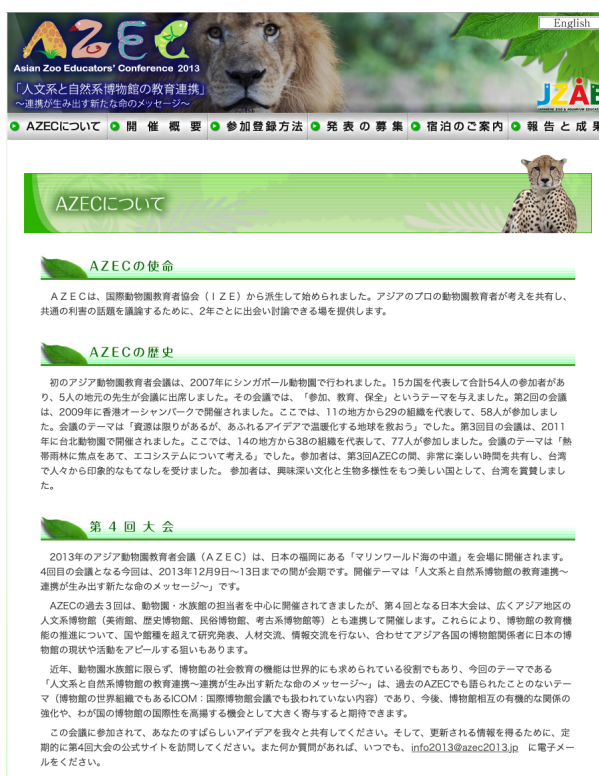 English
AZEC
Asian Zoo Educators' Conference 2013
「人文系と自然系博物館の教育連携」
～連携が生み出す新たな命のメッセージ～
JZAE
AZECについて 開催概要 参加登録方法 発表の募集 宿泊のご案内 報告と成果
AZECについて
AZECの使命
ＡＺＥＣは、国際動物園教育者協会（ＩＺＥ）から派生して始められました。アジアのプロの動物園教育者が考えを共有し、
共通の利害の話題を議論するために、2年ごとに出会い討論できる場を提供します。
AZECの歴史
初のアジア動物園教育者会議は、2007年にシンガポール動物園で行われました。15カ国を代表して合計54人の参加者があ
り、5人の地元の先生が会議に出席しました。その会議では、「参加、教育、保全」というテーマを与えました。第2回の会議
は、2009年に香港オーシャンパークで開催されました。ここでは、11の地方から29の組織を代表して、58人が参加しまし
た。会議のテーマは「資源は限りがあるが、あふれるアイデアで温暖化する地球を救おう」でした。第3回目の会議は、2011
年に台北動物園で開催されました。ここでは、14の地方から38の組織を代表して、77人が参加しました。会議のテーマは「熱
帯雨林に焦点をあて、エコシステムについて考える」でした。参加者は、第3回AZECの間、非常に楽しい時間を共有し、台湾
で人々から印象的なもてなしを受けました。 参加者は、興味深い文化と生物多様性をもつ美しい国として、台湾を賞賛しまし
た。
第４回大会
2013年のアジア動物園教育者会議（ＡＺＥＣ）は、日本の福岡にある「マリンワールド海の中道」を会場に開催されます。
4回目の会議となる今回は、2013年12月9日～13日までの間が会期です。開催テーマは「人文系と自然系博物館の教育連携～
連携が生み出す新たな命のメッセージ～」です。
AZECの過去３回は、動物園・水族館の担当者を中心に開催されてきましたが、第４回となる日本大会は、広くアジア地区の
人文系博物館（美術館、歴史博物館、民俗博物館、考古系博物館等）とも連携して開催します。これらにより、博物館の教育機
能の推進について、国や館種を超えて研究発表、人材交流、情報交流を行ない、合わせてアジア各国の博物館関係者に日本の博
物館の現状や活動をアピールする狙いもあります。
近年、動物園水族館に限らず、博物館の社会教育の機能は世界的にも求められている役割でもあり、今回のテーマである
「人文系と自然系博物館の教育連携～連携が生み出す新たな命のメッセージ～」は、過去のAZECでも語られたことのないテー
マ（博物館の世界組織でもあるICOM：国際博物館会議でも扱われていない内容）であり、今後、博物館相互の有機的な関係の
強化や、わが国の博物館の国際性を高揚する機会として大きく寄与すると期待できます。
この会議に参加されて、あなたのすばらしいアイデアを我々と共有してください。そして、更新される情報を得るために、定
期的に第4回大会の公式サイトを訪問してください。また何か質問があれば、いつでも、info2013@azec2013.jp に電子メー
ルをください。